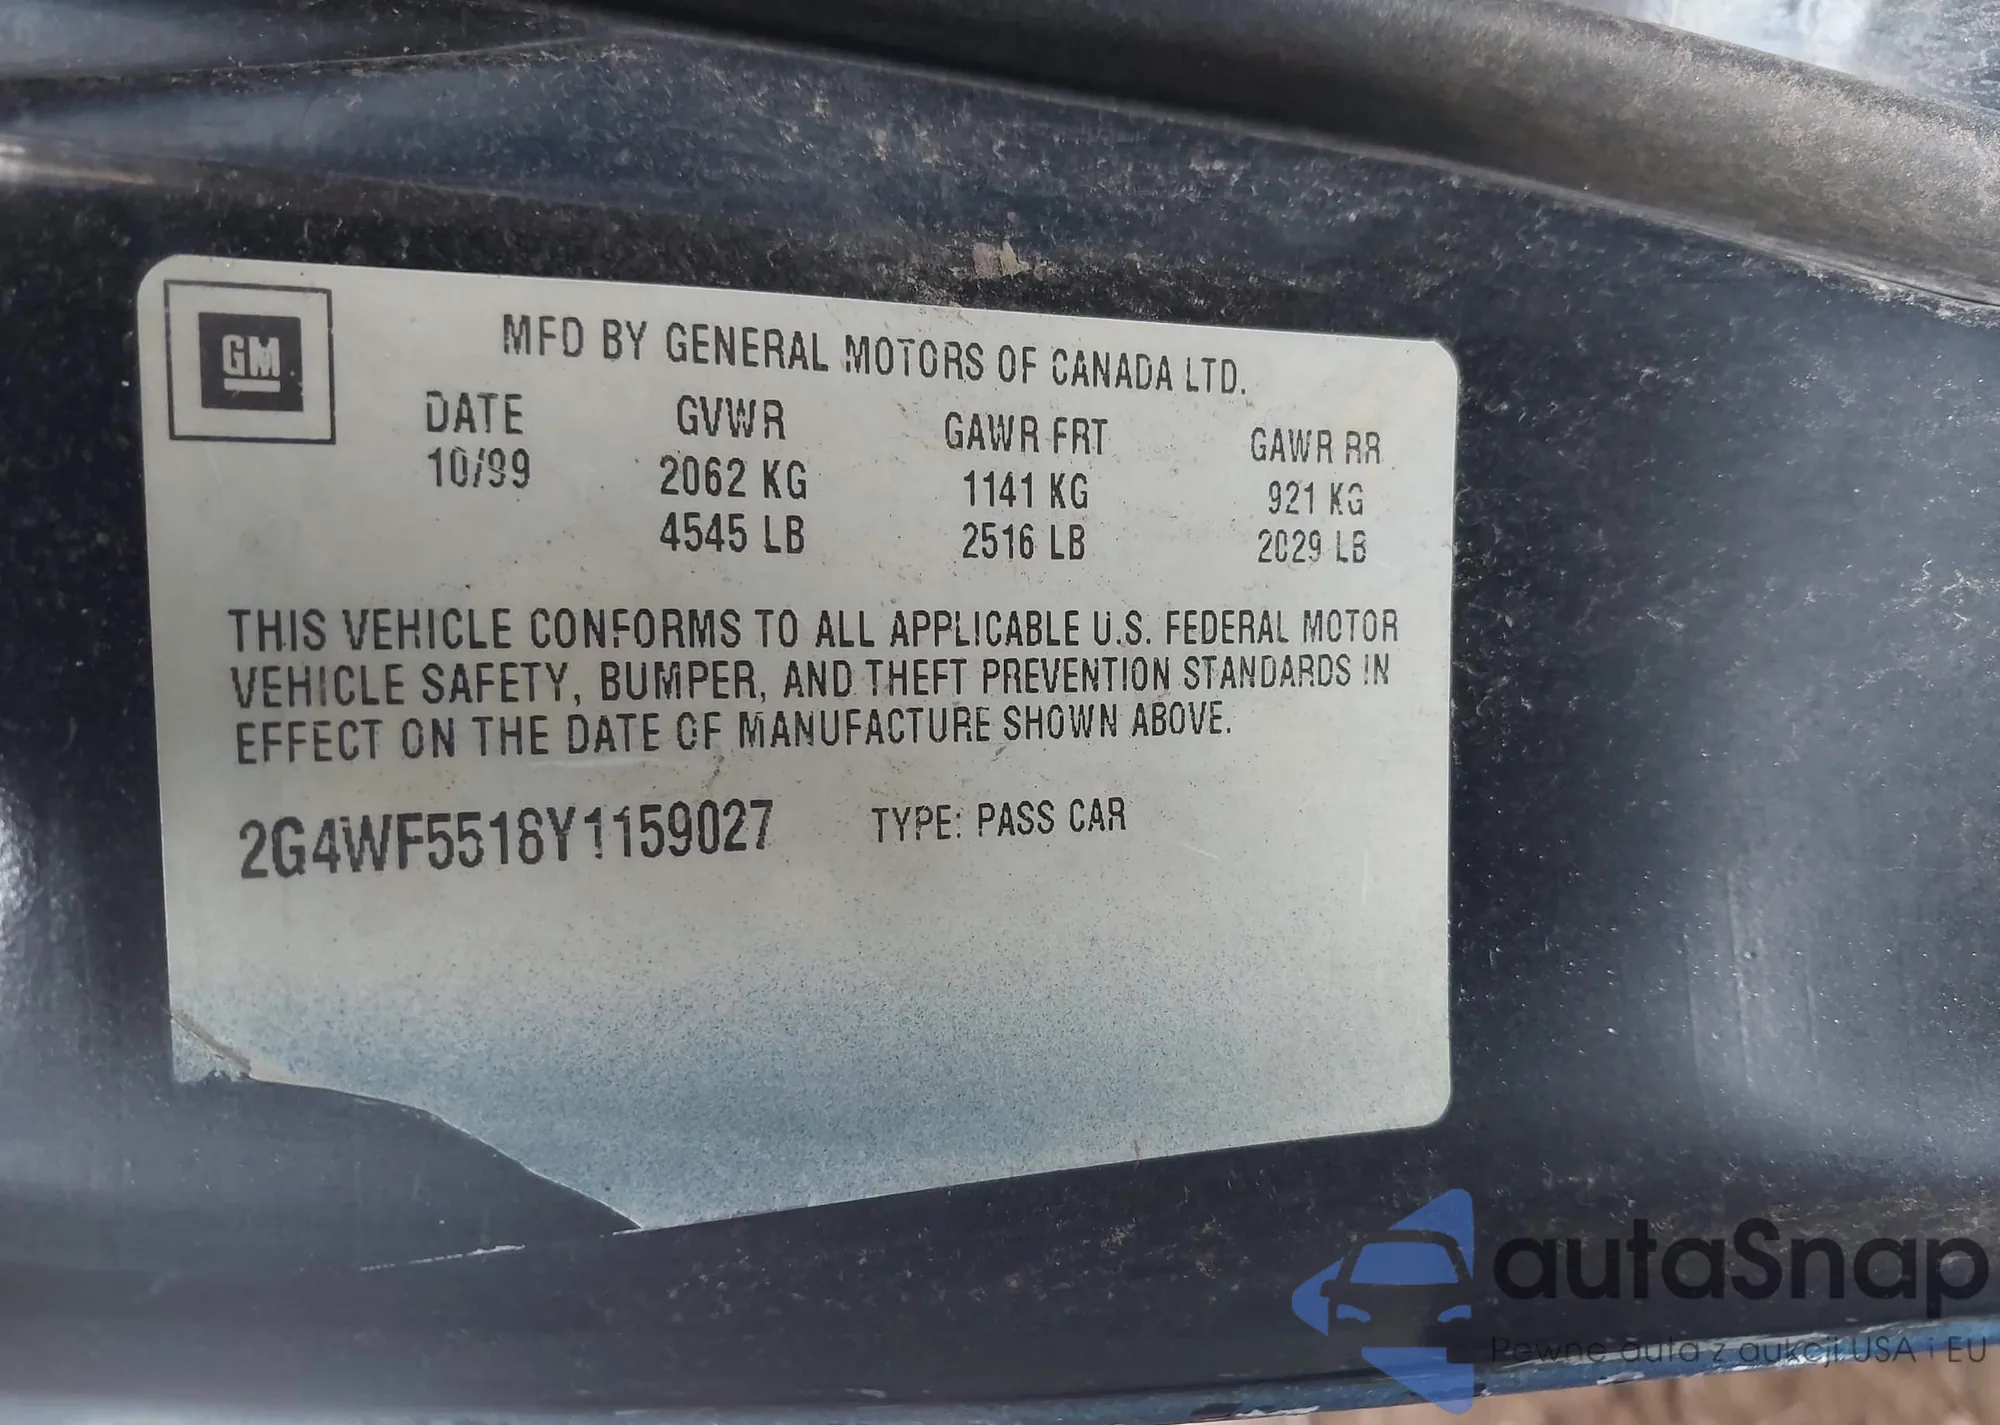 GM
MFD BY GENERAL MOTORS OF CANADA LTD.
DATE GVWR GAWR FRT GAWR RR
10/99 2062 KG 1141 KG 921 KG
4545 LB 2516 LB 2029 LB
THIS VEHICLE CONFORMS TO ALL APPLICABLE U.S. FEDERAL MOTOR
VEHICLE SAFETY, BUMPER, AND THEFT PREVENTION STANDARDS IN
EFFECT ON THE DATE OF MANUFACTURE SHOWN ABOVE.
2G4WF5518Y1159027 TYPE: PASS CAR
autaSnap
Pewne auta z aukcji USA i EU